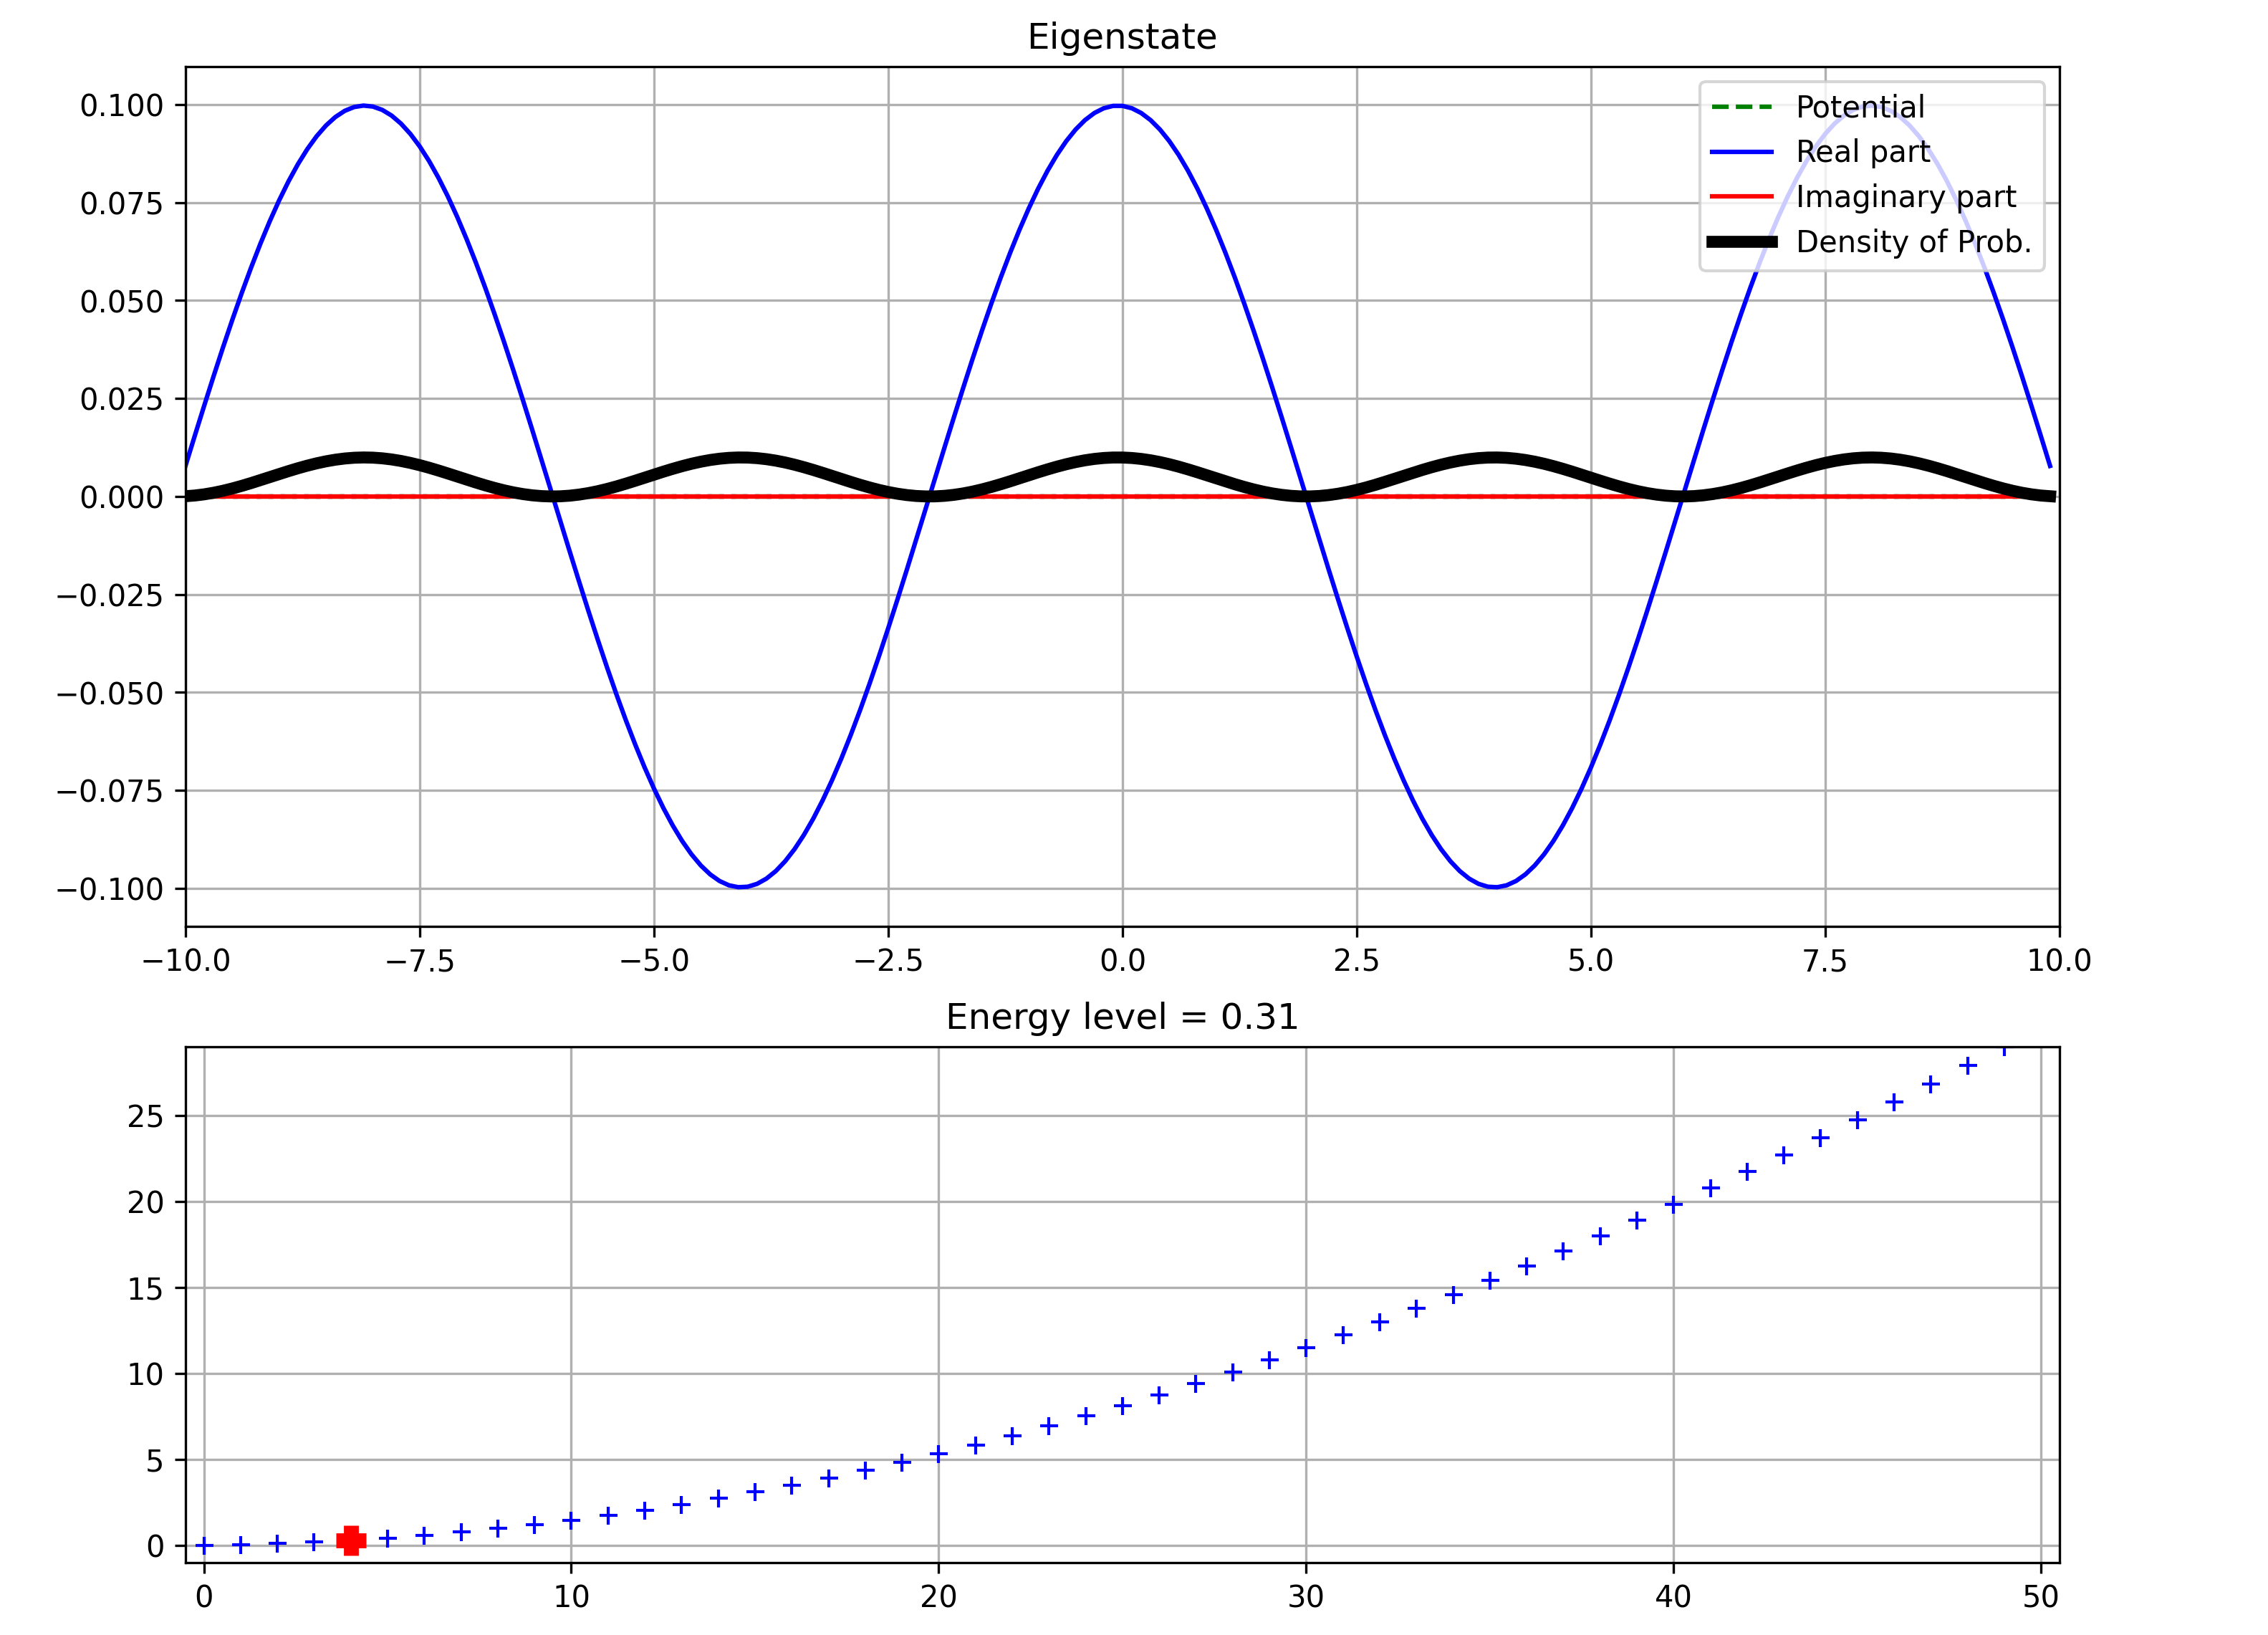 Eigenstate
Potential
Real part
Imaginary part
Density of Prob.
0.100
0.075
0.050
0.025
0.000
−0.025
−0.050
−0.075
−0.100
−10.0 −7.5 −5.0 −2.5 0.0 2.5 5.0 7.5 10.0
Energy level = 0.31
25
20
15
10
5
0
0 10 20 30 40 50